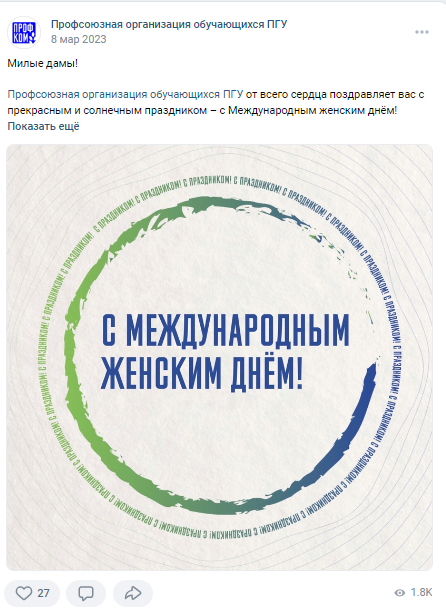 ПРОФ
КОМ
Профсоюзная организация обучающихся ПГУ
8 мар 2023
Милые дамы!
Профсоюзная организация обучающихся ПГУ от всего сердца поздравляет вас с
прекрасным и солнечным праздником – с Международным женским днём!
Показать ещё
С ПРАЗДНИКОМ! С ПРАЗДНИКОМ! С ПРАЗДНИКОМ! С ПРАЗДНИКОМ! С ПРАЗДНИКОМ! С ПРАЗДНИКОМ!
С МЕЖДУНАРОДНЫМ
ЖЕНСКИМ ДНЁМ!
27
1.8K